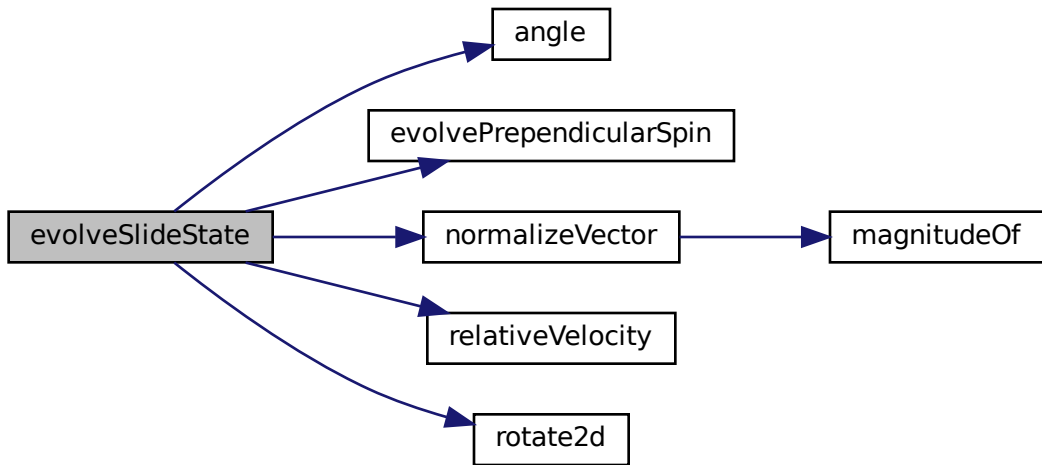 angle
evolvePrependicularSpin
evolveSlideState
normalizeVector
magnitudeOf
relativeVelocity
rotate2d